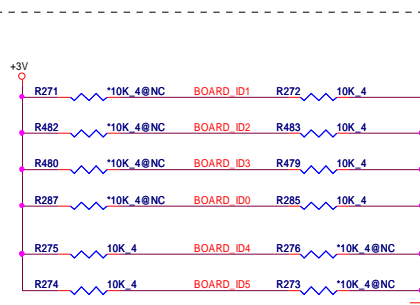 +3V
R271 *10K_4@NC BOARD_ID1 R272 10K_4
R482 *10K_4@NC BOARD_ID2 R483 10K_4
R480 *10K_4@NC BOARD_ID3 R479 10K_4
R287 *10K_4@NC BOARD_ID0 R285 10K_4
R275 10K_4 BOARD_ID4 R276 *10K_4@NC
R274 10K_4 BOARD_ID5 R273 *10K_4@NC